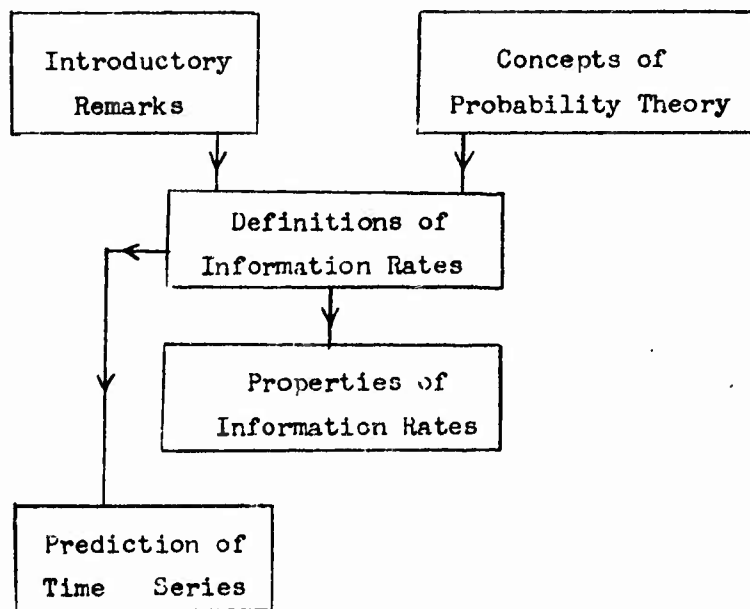 Introductory
Remarks
Concepts of
Probability Theory
Definitions of
Information Rates
Properties of
Information Rates
Prediction of
Time Series